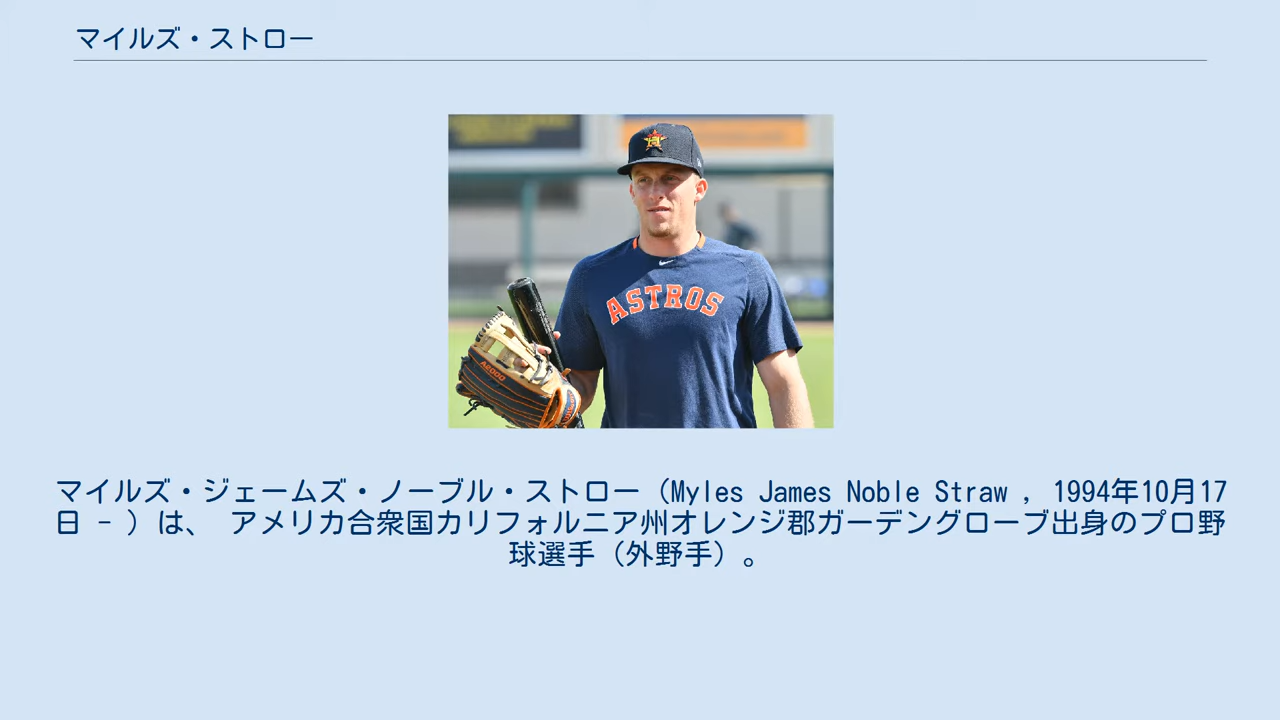 マイルズ・ストロー
ASTROS
A2000
マイルズ・ジェームズ・ノーブル・ストロー（Myles James Noble Straw , 1994年10月17
日 - ）は、 アメリカ合衆国カリフォルニア州オレンジ郡ガーデングローブ出身のプロ野
球選手（外野手）。